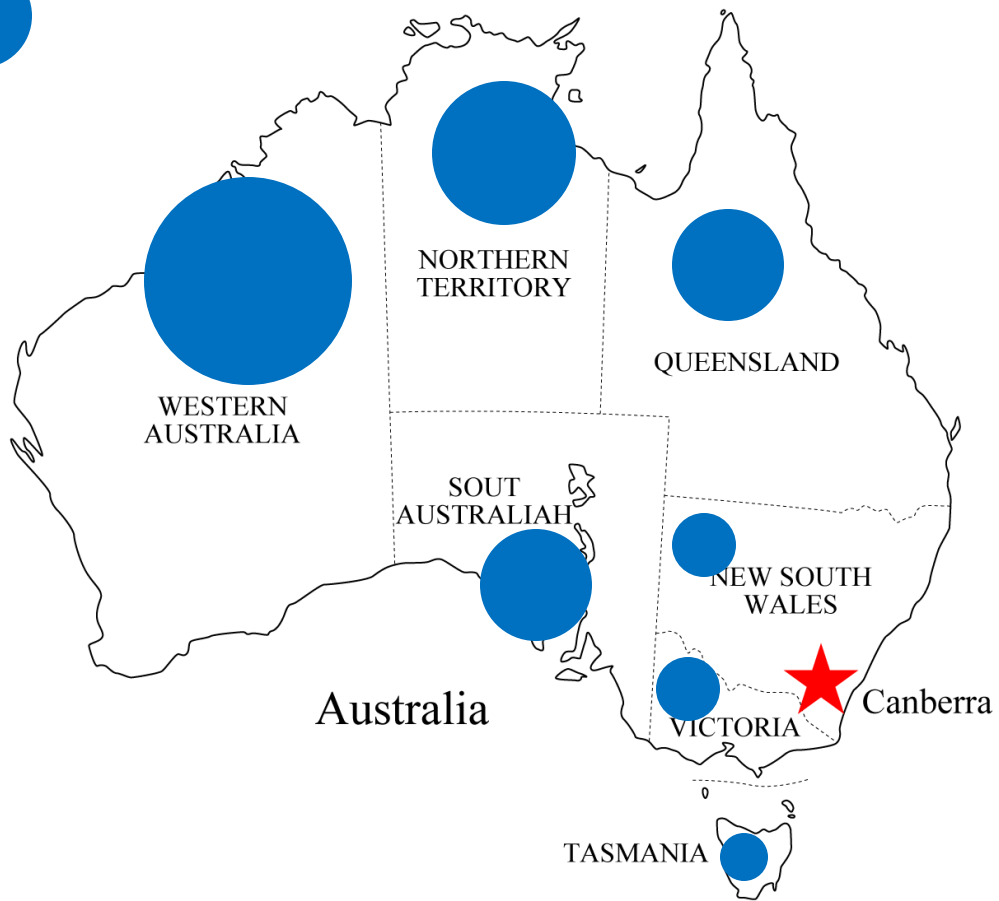 NORTHERN
TERRITORY
QUEENSLAND
WESTERN
AUSTRALIA
SOUT
AUSTRALIAH
NEW SOUTH
WALES
Canberra
Australia
VICTORIA
TASMANIA